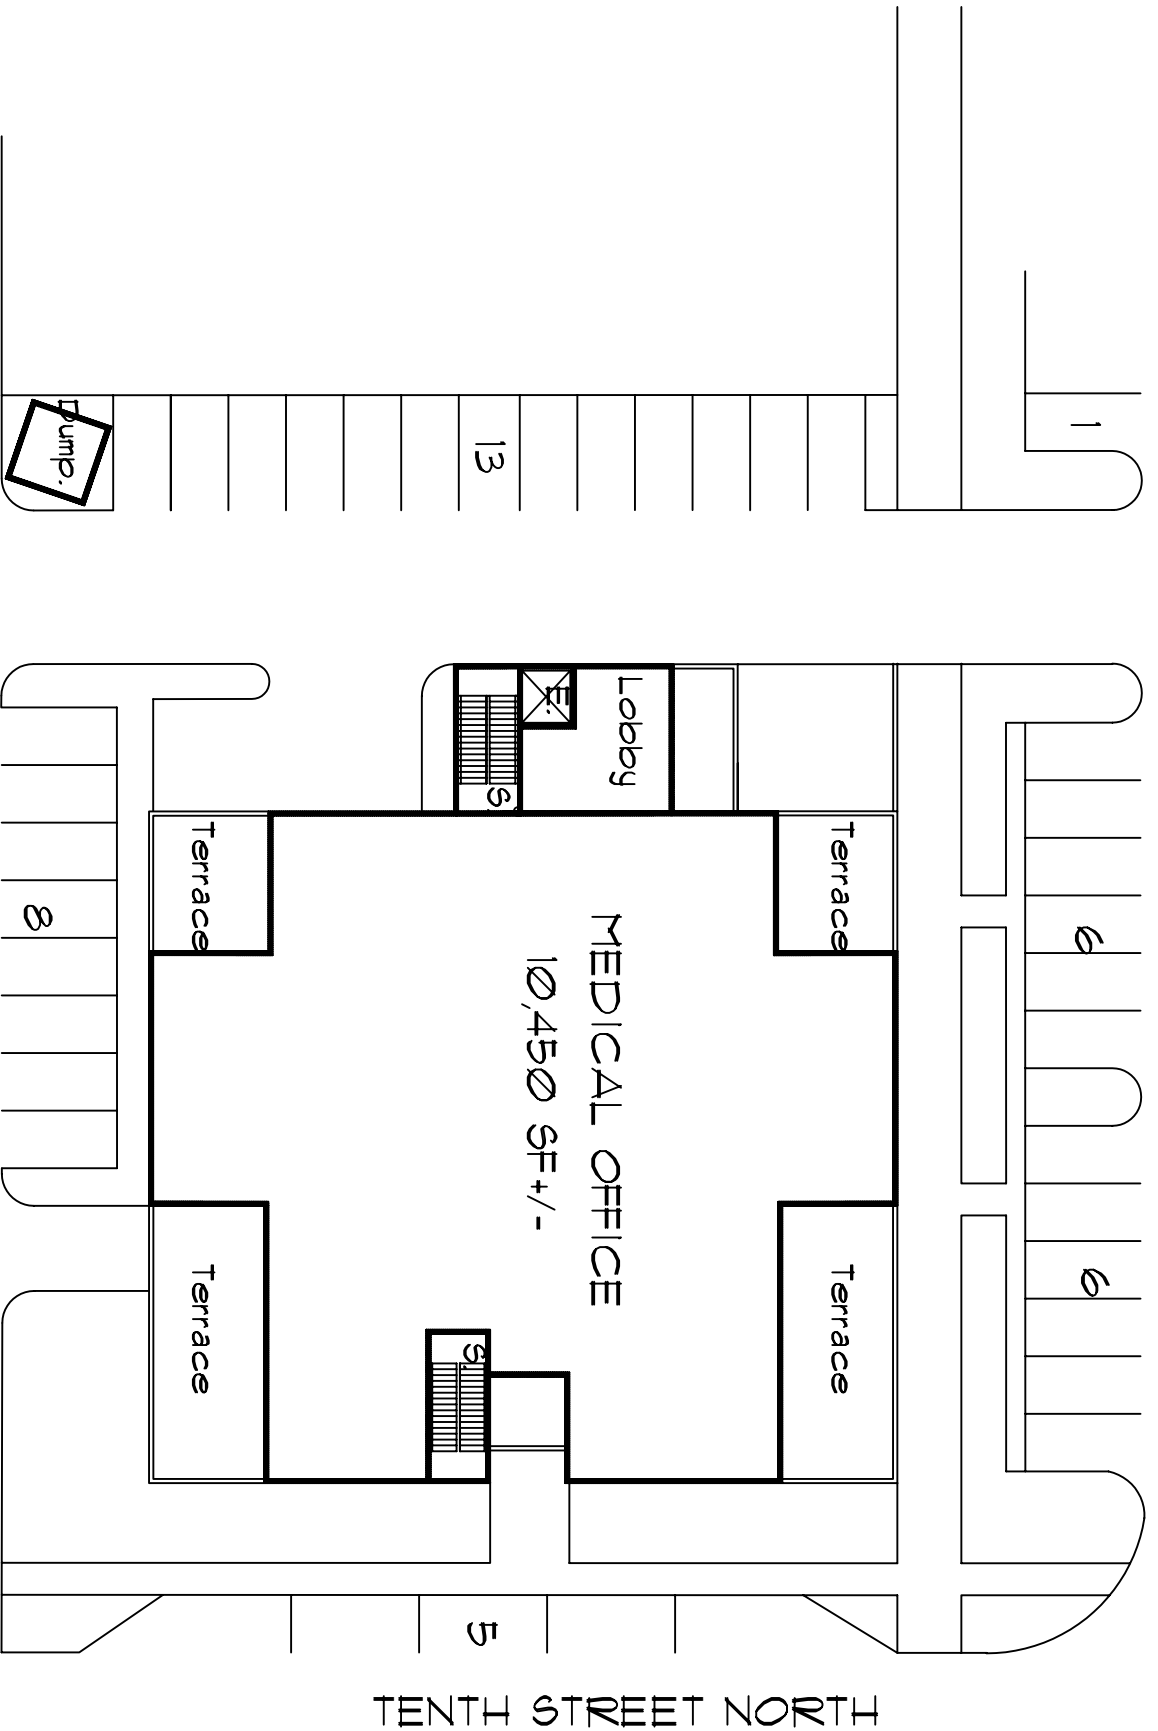 Dump.
13
1
E.
Lobby
S.
Terrace
Terrace
8
6
MEDICAL OFFICE
10,450 SF+/-
Terrace
Terrace
6
S.
5
TENTH STREET NORTH